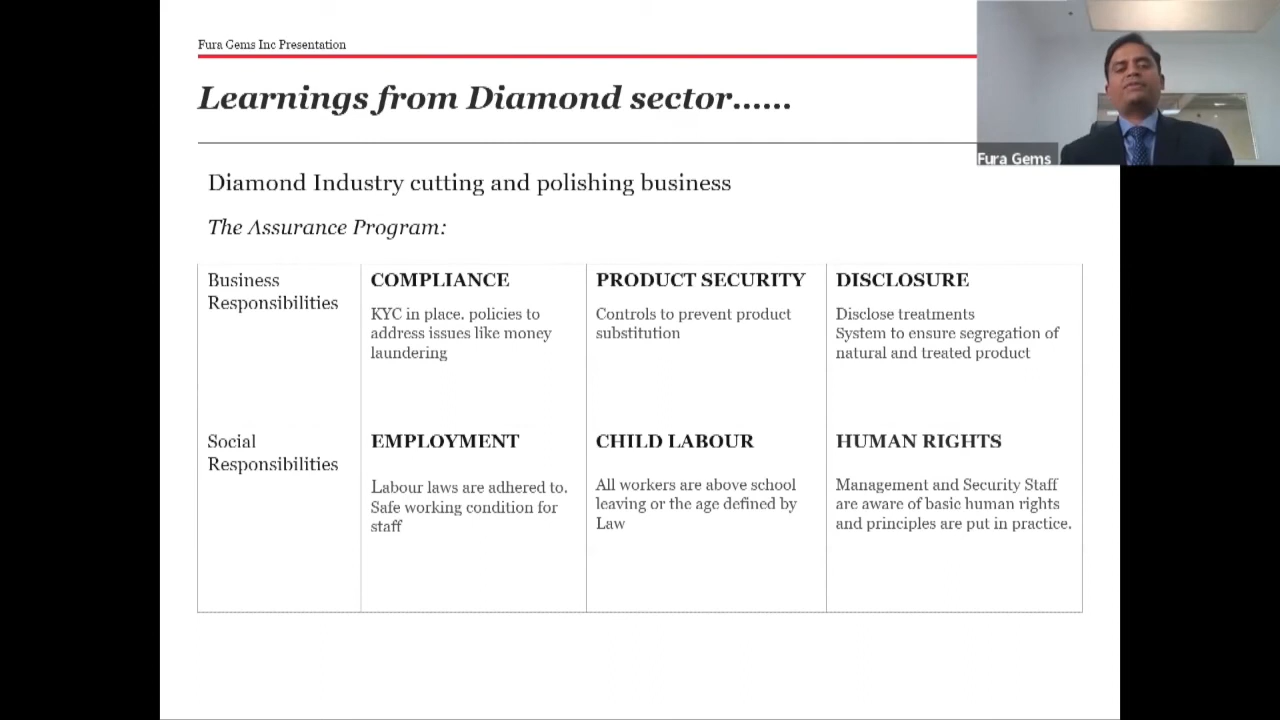 Fura Gems Inc Presentation
Learnings from Diamond sector......
Fura Gems
Diamond Industry cutting and polishing business
The Assurance Program:
Business
Responsibilities
COMPLIANCE
KYC in place. policies to
address issues like money
laundering
PRODUCT SECURITY
Controls to prevent product
substitution
DISCLOSURE
Disclose treatments
System to ensure segregation of
natural and treated product
Social
Responsibilities
EMPLOYMENT
Labour laws are adhered to.
Safe working condition for
staff
CHILD LABOUR
All workers are above school
leaving or the age defined by
Law
HUMAN RIGHTS
Management and Security Staff
are aware of basic human rights
and principles are put in practice.